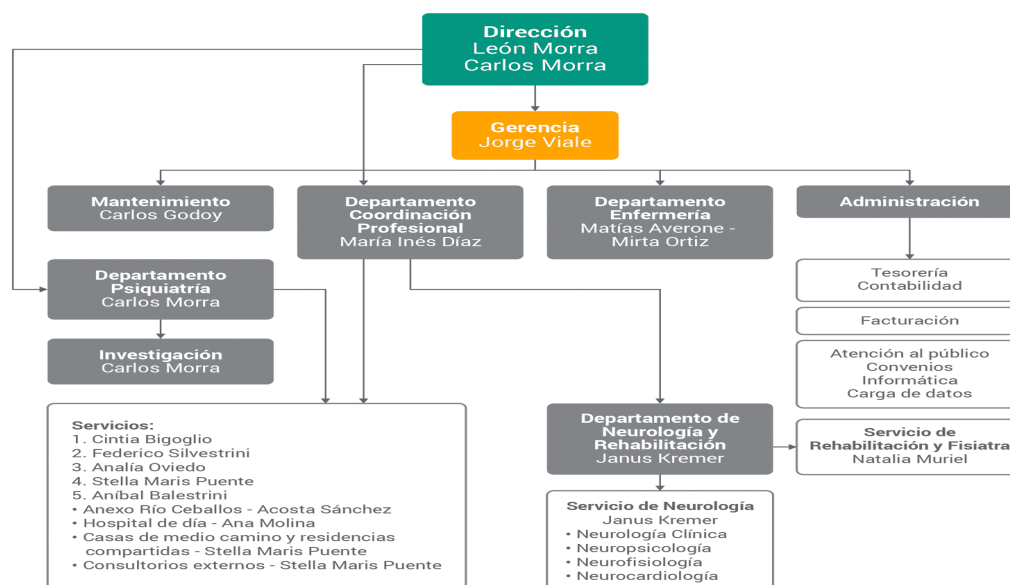 Dirección
León Morra
Carlos Morra
Gerencia
Jorge Viale
Mantenimiento
Carlos Godoy
Departamento
Coordinación
Profesional
María Inés Díaz
Departamento
Enfermería
Matías Averone -
Mirta Ortiz
Administración
Departamento
Psiquiatría
Carlos Morra
Investigación
Carlos Morra
Tesorería
Contabilidad
Facturación
Atención al público
Convenios
Informática
Carga de datos
Servicios:
1. Cintia Bigoglio
2. Federico Silvestrini
3. Analía Oviedo
4. Stella Maris Puente
5. Aníbal Balestrini
• Anexo Río Ceballos - Acosta Sánchez
• Hospital de día - Ana Molina
• Casas de medio camino y residencias
compartidas - Stella Maris Puente
• Consultorios externos - Stella Maris Puente
Departamento de
Neurología y
Rehabilitación
Janus Kremer
Servicio de
Rehabilitación y Fisiatra
Natalia Muriel
Servicio de Neurología
Janus Kremer
• Neurología Clínica
• Neuropsicología
• Neurofisiología
• Neurocardiología